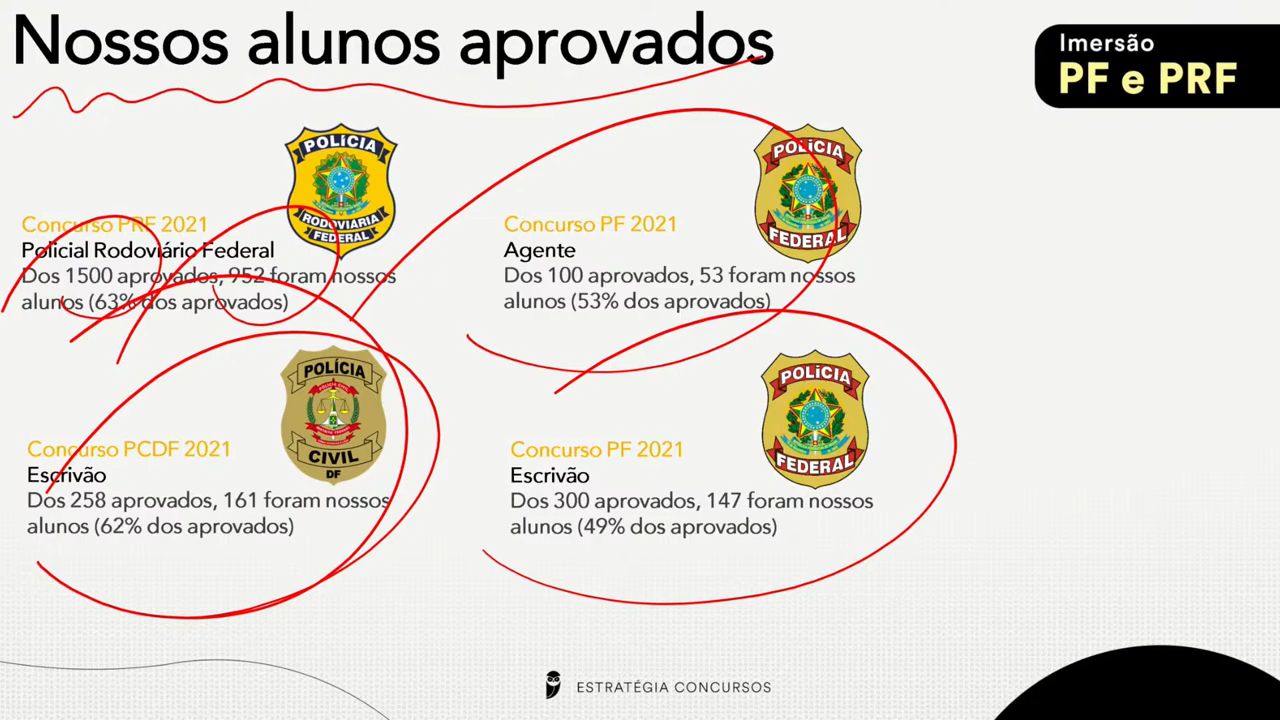 Nossos alunos aprovados
Imersão
PF e PRF
POLÍCIA
RODOVIÁRIA
FEDERAL
Concurso PRF 2021
Policial Rodoviário Federal
Dos 1500 aprovados, 952 foram nossos
alunos (63% dos aprovados)
POLÍCIA
FEDERAL
Concurso PF 2021
Agente
Dos 100 aprovados, 53 foram nossos
alunos (53% dos aprovados)
POLÍCIA
CIVIL
DF
Concurso PCDF 2021
Escrivão
Dos 258 aprovados, 161 foram nossos
alunos (62% dos aprovados)
POLÍCIA
FEDERAL
Concurso PF 2021
Escrivão
Dos 300 aprovados, 147 foram nossos
alunos (49% dos aprovados)
ESTRATÉGIA CONCURSOS